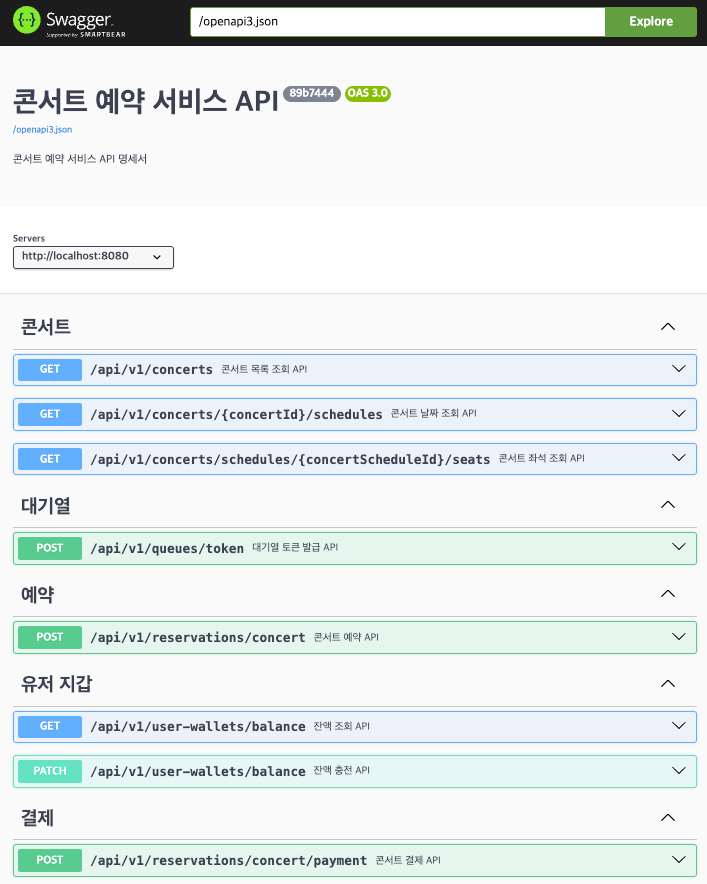 Swagger.
Supported by SMARTBEAR
/openapi3.json
Explore
콘서트 예약 서비스 API 89b7444 OAS 3.0
/openapi3.json
콘서트 예약 서비스 API 명세서
Servers
http://localhost:8080
콘서트
GET /api/v1/concerts 콘서트 목록 조회 API
GET /api/v1/concerts/{concertId}/schedules 콘서트 날짜 조회 API
GET /api/v1/concerts/schedules/{concertScheduleId}/seats 콘서트 좌석 조회 API
대기열
POST /api/v1/queues/token 대기열 토큰 발급 API
예약
POST /api/v1/reservations/concert 콘서트 예약 API
유저 지갑
GET /api/v1/user-wallets/balance 잔액 조회 API
PATCH /api/v1/user-wallets/balance 잔액 충전 API
결제
POST /api/v1/reservations/concert/payment 콘서트 결제 API